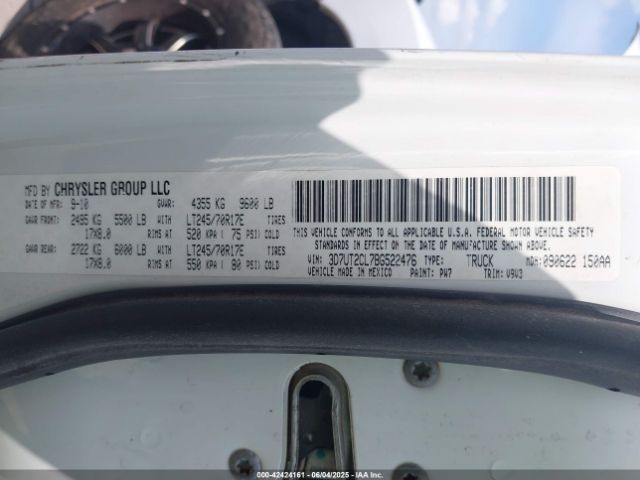 MFD BY CHRYSLER GROUP LLC
DATE OF MFR: 9-10 GVWR: 4355 KG 9600 LB
GAWR FRONT: 2495 KG 5500 LB WITH LT245/70R17E TIRES
17X8.0 RIMS AT 520 KPA ( 75 PSI) COLD
GAWR REAR: 2722 KG 6000 LB WITH LT245/70R17E TIRES
17X8.0 RIMS AT 550 KPA ( 80 PSI) COLD
THIS VEHICLE CONFORMS TO ALL APPLICABLE U.S.A. FEDERAL MOTOR VEHICLE SAFETY
STANDARDS IN EFFECT ON THE DATE OF MANUFACTURE SHOWN ABOVE.
VIN: 3D7UT2CL7BG522476 TYPE: TRUCK MDH: 090622 150AA
VEHICLE MADE IN MEXICO PAINT: PW7 TRIM: V9V3
000-42424161 - 06/04/2025 - IAA Inc.